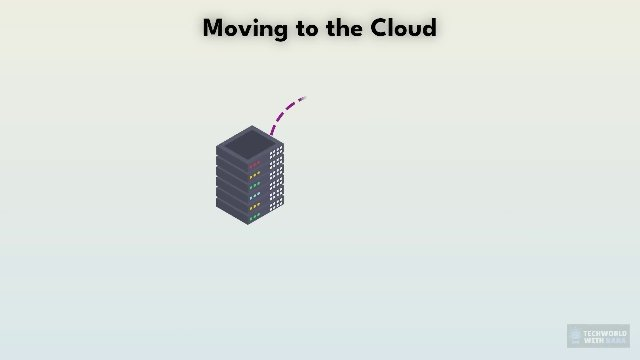 Moving to the Cloud
TECHWORLD
WITH NANA